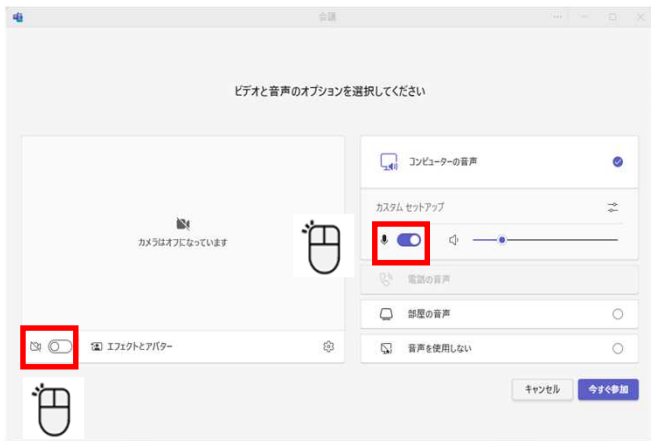 会議
ビデオと音声のオプションを選択してください
コンピューターの音声
カスタム セットアップ
カメラはオフになっています
電話の音声
部屋の音声
エフェクトとアバター
音声を使用しない
キャンセル
今すぐ参加